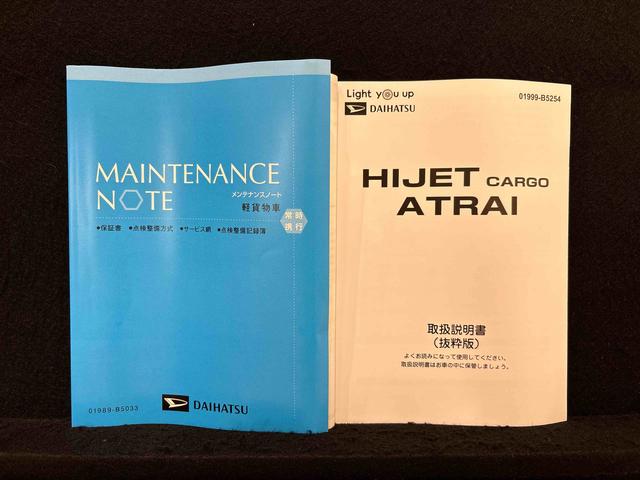 MAINTENANCE
NOTE
メンテナンスノート
軽貨物車
常時
携行
●保証書 ●点検整備方式 ●サービス網 ●点検整備記録簿
01989-B5033
DAIHATSU
Light you up
DAIHATSU
01999-B5254
HIJET CARGO
ATRAI
取扱説明書
（抜粋版）
よくお読みになって使用してください。
取扱説明書はお車の中に保管しましょう。